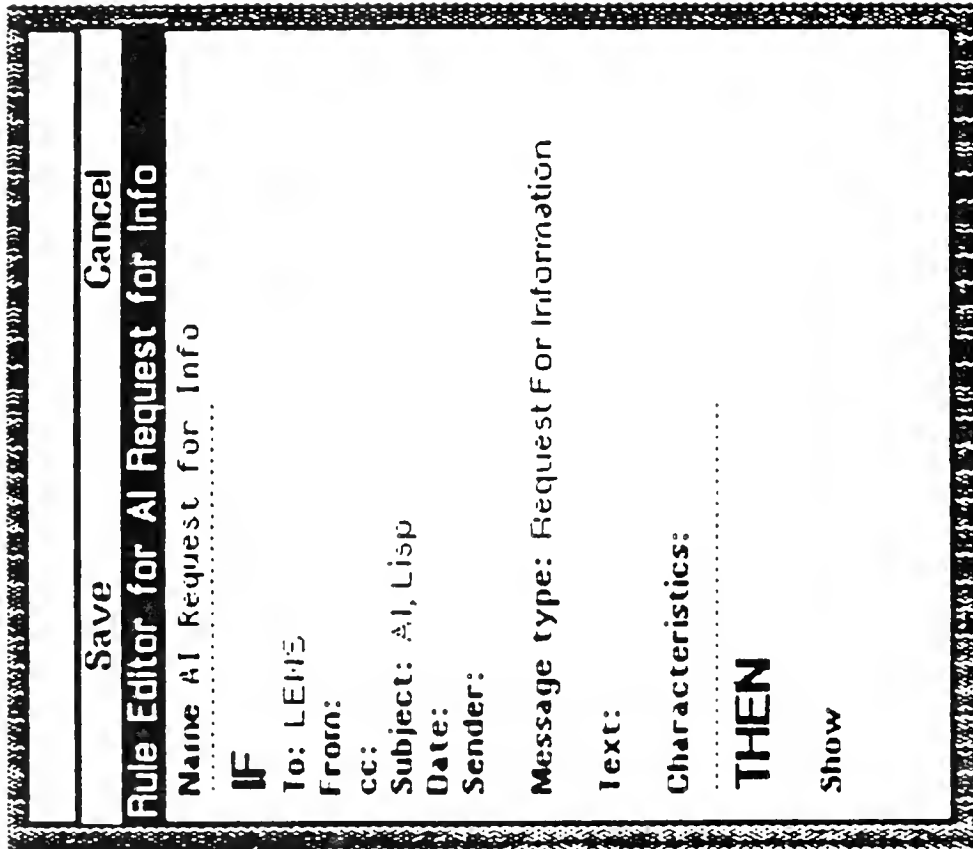 Save Cancel
Rule Editor for AI Request for Info
Name AI Request for Info
IF
To: LENS
From:
cc:
Subject: AI, Lisp
Date:
Sender:
Message type: Request For Information
Text:
Characteristics:
THEN
Show